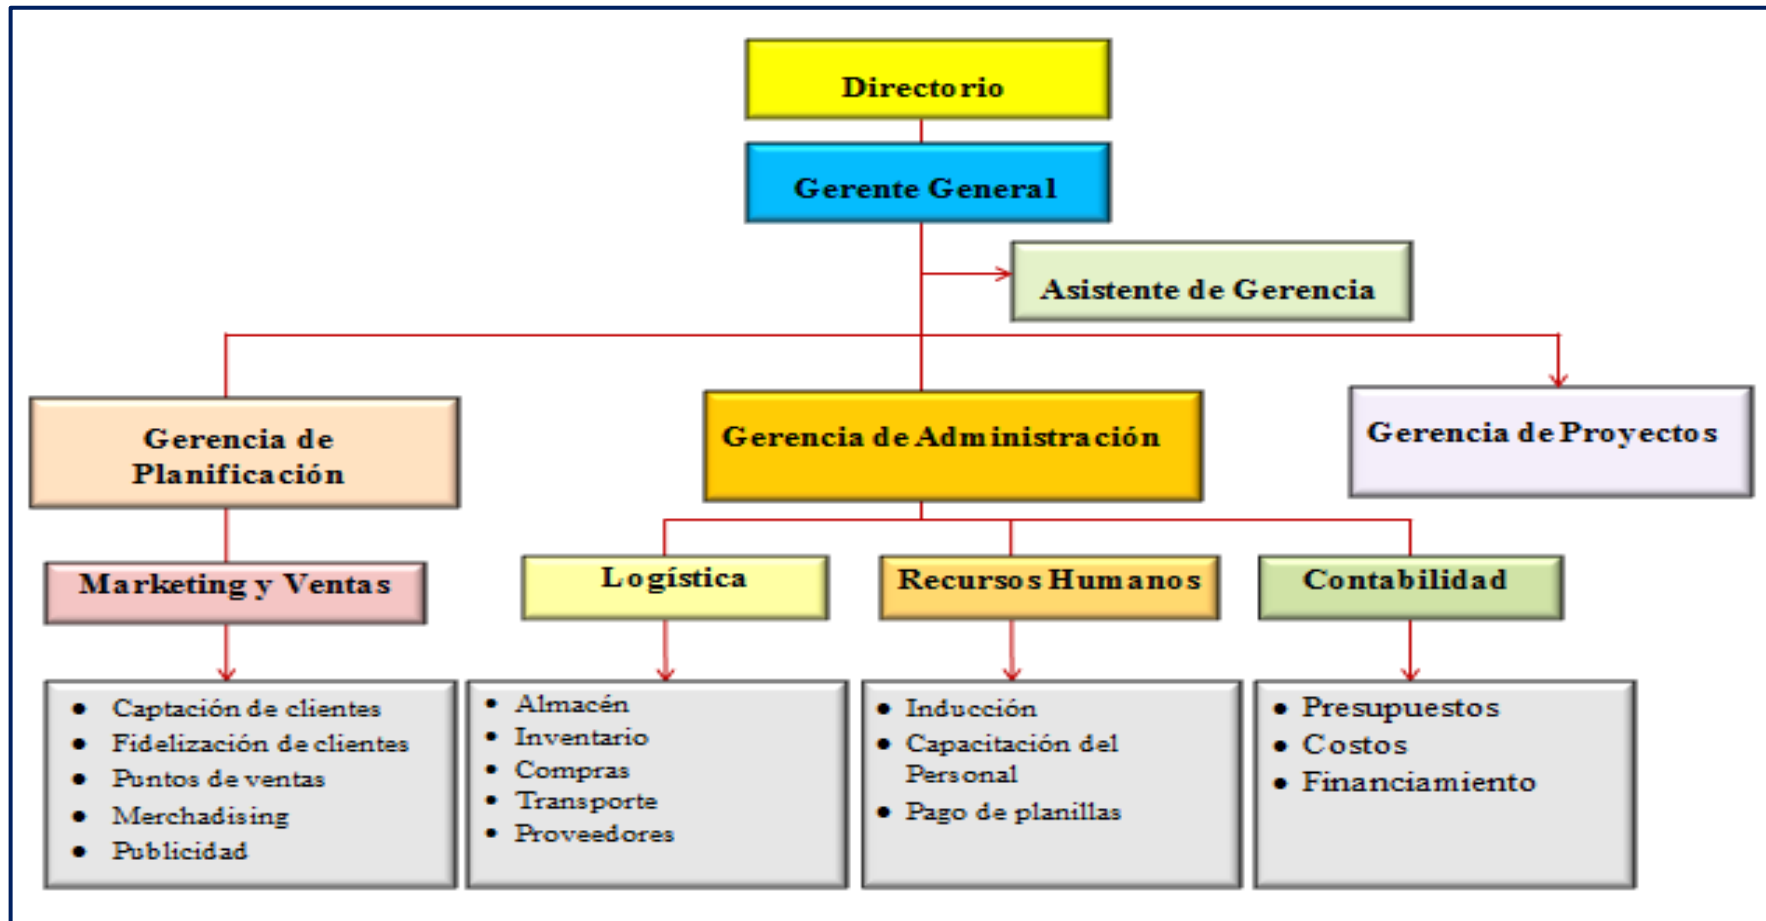 Directorio
Gerente General
Asistente de Gerencia
Gerencia de
Planificación
Gerencia de Administración
Gerencia de Proyectos
Marketing y Ventas
Logística
Recursos Humanos
Contabilidad
• Captación de clientes
• Fidelización de clientes
• Puntos de ventas
• Merchadising
• Publicidad
• Almacén
• Inventario
• Compras
• Transporte
• Proveedores
• Inducción
• Capacitación del
Personal
• Pago de planillas
• Presupuestos
• Costos
• Financiamiento